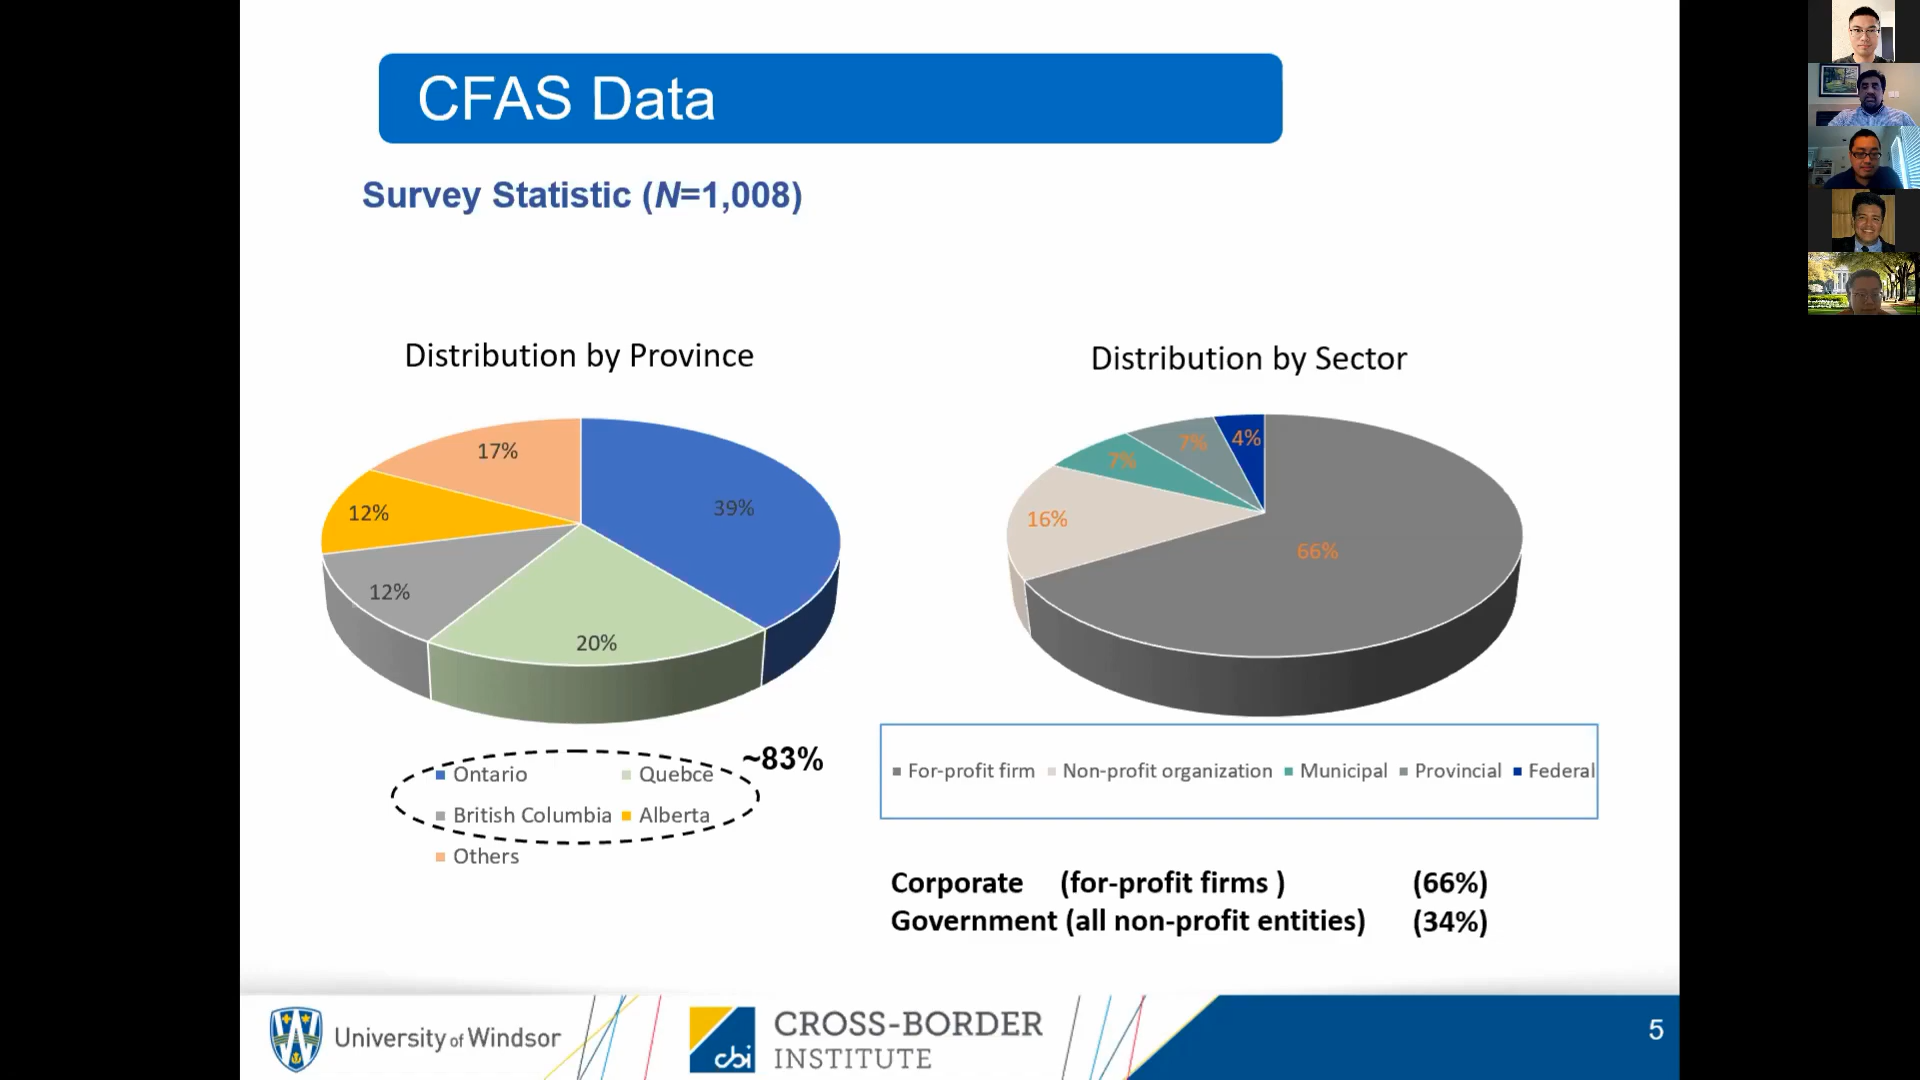 CFAS Data
Survey Statistic (N=1,008)
Distribution by Province
17%
39%
12%
12%
20%
~83%
Ontario
Quebce
British Columbia
Alberta
Others
Distribution by Sector
7%
7%
4%
16%
66%
For-profit firm Non-profit organization Municipal Provincial Federal
Corporate (for-profit firms ) (66%)
Government (all non-profit entities) (34%)
University of Windsor
cbi
CROSS-BORDER
INSTITUTE
5